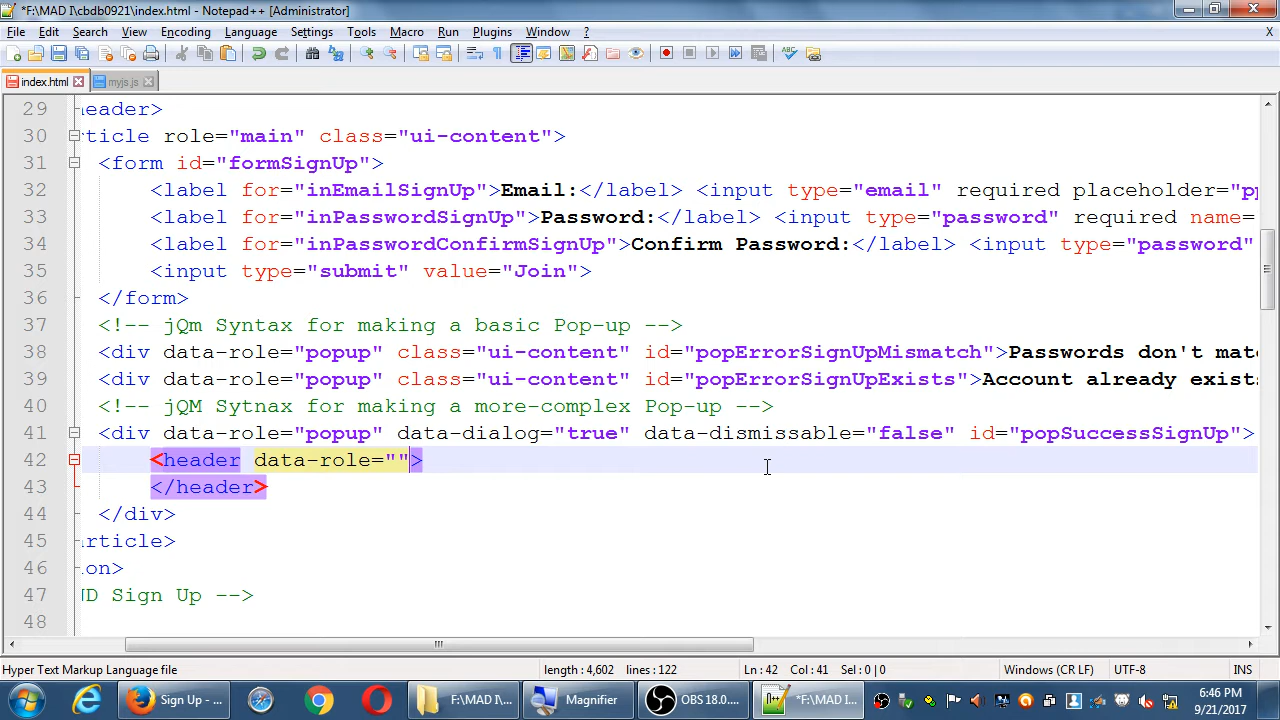 *F:\MAD I\cbdb0921\index.html - Notepad++ [Administrator]
File Edit Search View Encoding Language Settings Tools Macro Run Plugins Window ? X
index.html myjs.js
29 header>
30 rticle role="main" class="ui-content">
31 <form id="formSignUp">
32 <label for="inEmailSignUp">Email:</label> <input type="email" required placeholder="p
33 <label for="inPasswordSignUp">Password:</label> <input type="password" required name=
34 <label for="inPasswordConfirmSignUp">Confirm Password:</label> <input type="password"
35 <input type="submit" value="Join">
36 </form>
37 <!-- jQm Syntax for making a basic Pop-up -->
38 <div data-role="popup" class="ui-content" id="popErrorSignUpMismatch">Passwords don't mat
39 <div data-role="popup" class="ui-content" id="popErrorSignUpExists">Account already exist
40 <!-- jQM Sytnax for making a more-complex Pop-up -->
41 <div data-role="popup" data-dialog="true" data-dismissable="false" id="popSuccessSignUp">
42 <header data-role="">
43 </header>
44 </div>
45 article>
46 on>
47 D Sign Up -->
48
Hyper Text Markup Language file length : 4,602 lines : 122 Ln : 42 Col : 41 Sel : 0 | 0 Windows (CR LF) UTF-8 INS
Sign Up - ... F:\MAD I\cb... Magnifier OBS 18.0.... *F:\MAD I... 6:46 PM
9/21/2017